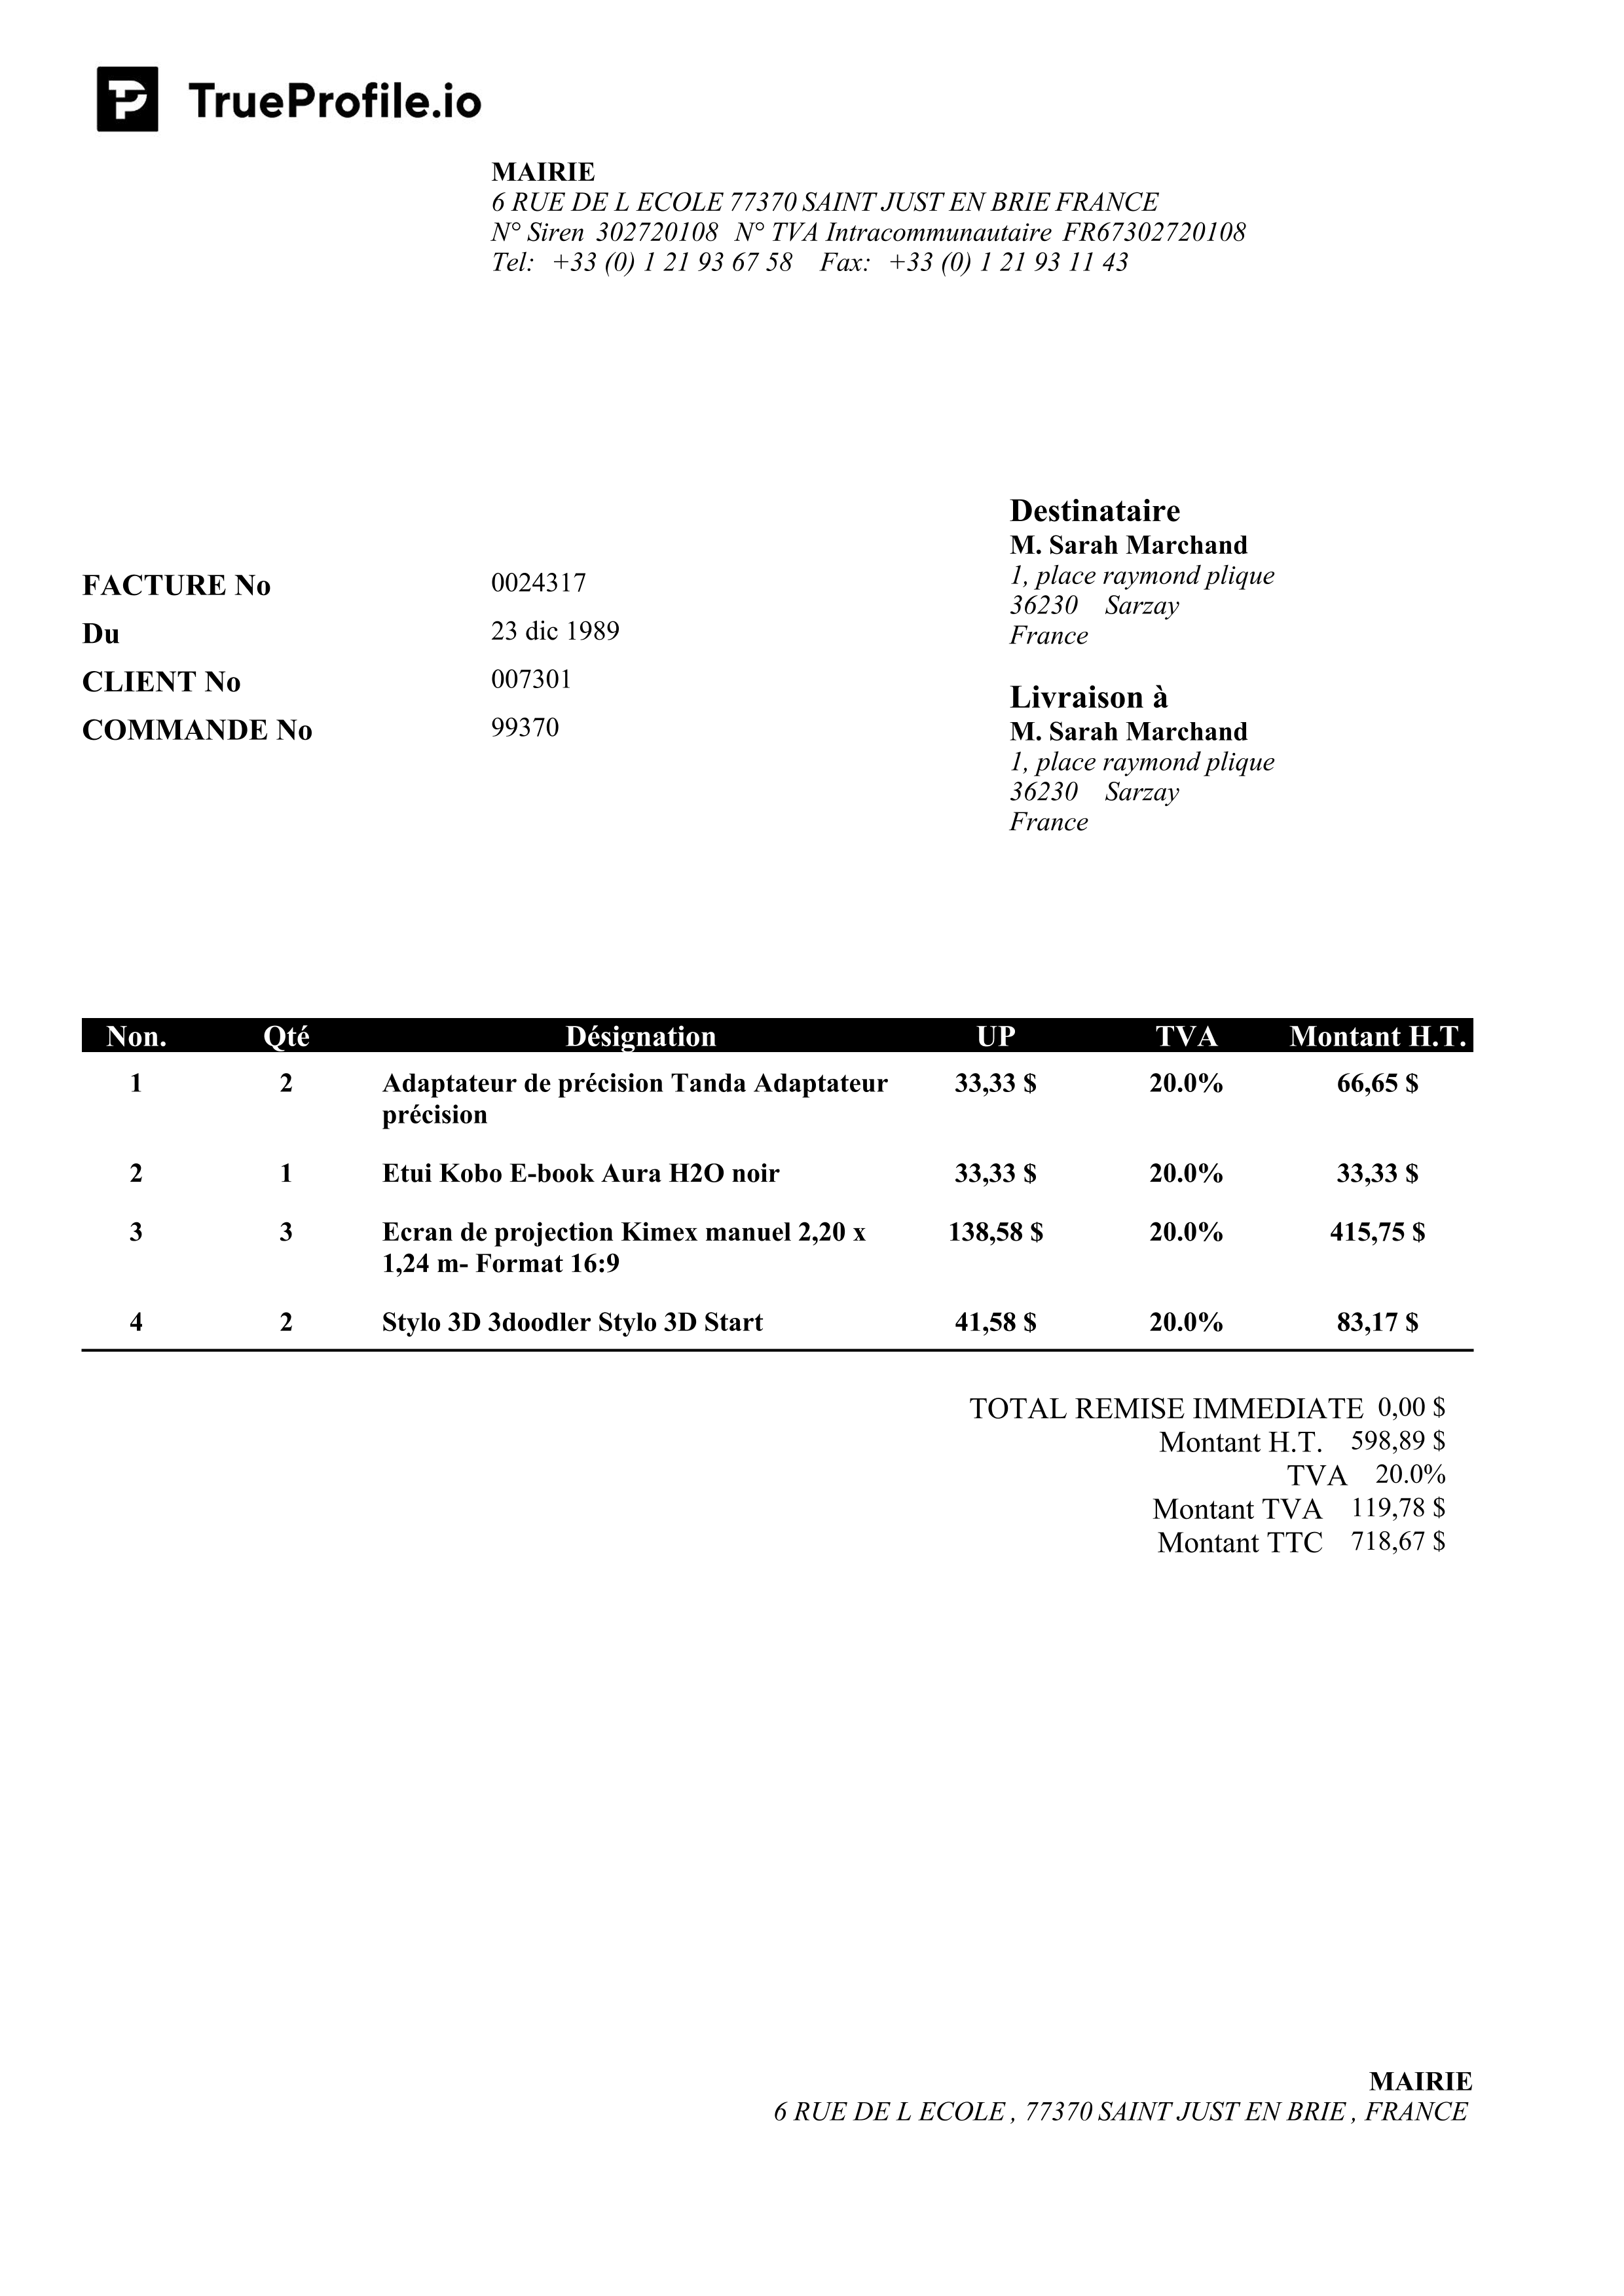 TrueProfile.io
MAIRIE
6 RUE DE L ECOLE 77370 SAINT JUST EN BRIE FRANCE
N° Siren 302720108 N° TVA Intracommunautaire FR67302720108
Tel: +33 (0) 1 21 93 67 58 Fax: +33 (0) 1 21 93 11 43
FACTURE No 0024317
Du 23 dic 1989
CLIENT No 007301
COMMANDE No 99370
Destinataire
M. Sarah Marchand
1, place raymond plique
36230 Sarzay
France
Livraison à
M. Sarah Marchand
1, place raymond plique
36230 Sarzay
France
Non. Qté Désignation UP TVA Montant H.T.
1 2 Adaptateur de précision Tanda Adaptateur 33,33 $ 20.0% 66,65 $
précision
2 1 Etui Kobo E-book Aura H2O noir 33,33 $ 20.0% 33,33 $
3 3 Ecran de projection Kimex manuel 2,20 x 138,58 $ 20.0% 415,75 $
1,24 m- Format 16:9
4 2 Stylo 3D 3doodler Stylo 3D Start 41,58 $ 20.0% 83,17 $
TOTAL REMISE IMMEDIATE 0,00 $
Montant H.T. 598,89 $
TVA 20.0%
Montant TVA 119,78 $
Montant TTC 718,67 $
MAIRIE
6 RUE DE L ECOLE , 77370 SAINT JUST EN BRIE , FRANCE